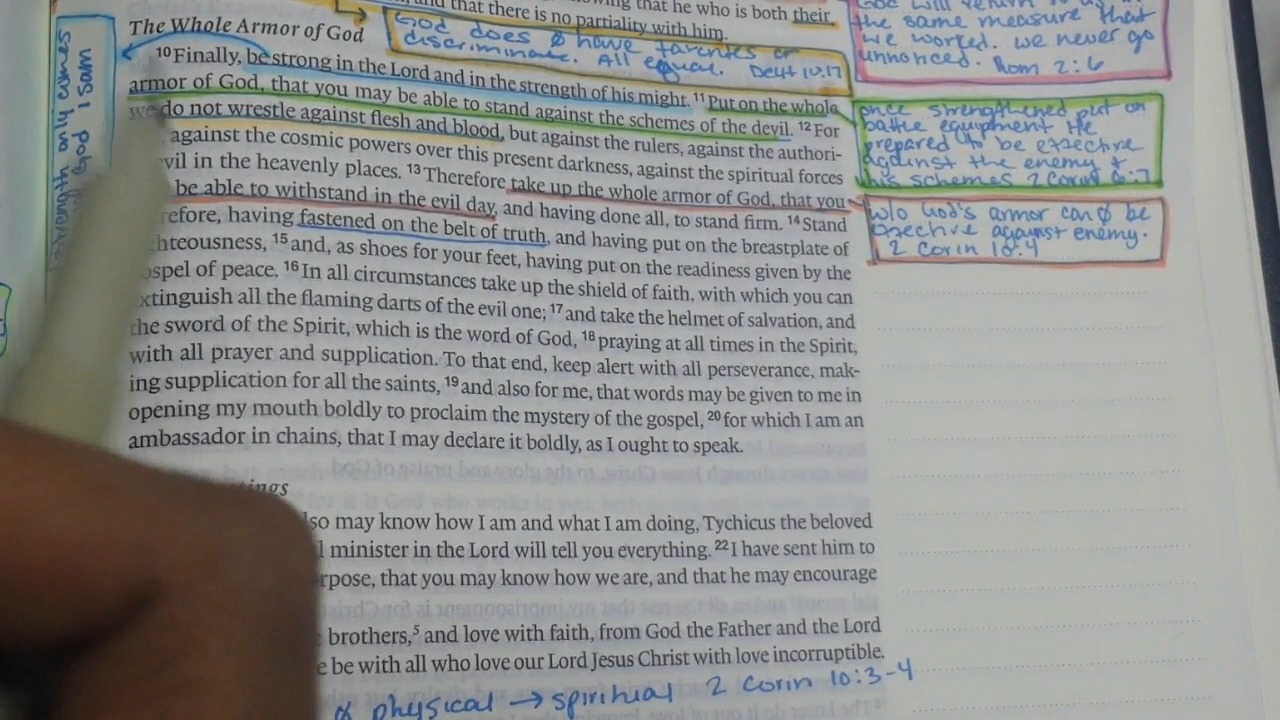 and that there is no partiality with him.
The Whole Armor of God
10 Finally, be strong in the Lord and in the strength of his might. 11 Put on the whole
armor of God, that you may be able to stand against the schemes of the devil. 12 For
we do not wrestle against flesh and blood, but against the rulers, against the authori-
against the cosmic powers over this present darkness, against the spiritual forces
evil in the heavenly places. 13 Therefore take up the whole armor of God, that you
be able to withstand in the evil day, and having done all, to stand firm. 14 Stand
refore, having fastened on the belt of truth, and having put on the breastplate of
hteousness, 15 and, as shoes for your feet, having put on the readiness given by the
ospel of peace. 16 In all circumstances take up the shield of faith, with which you can
xtinguish all the flaming darts of the evil one; 17 and take the helmet of salvation, and
the sword of the Spirit, which is the word of God, 18 praying at all times in the Spirit,
with all prayer and supplication. To that end, keep alert with all perseverance, mak-
ing supplication for all the saints, 19 and also for me, that words may be given to me in
opening my mouth boldly to proclaim the mystery of the gospel, 20 for which I am an
ambassador in chains, that I may declare it boldly, as I ought to speak.
tings
so may know how I am and what I am doing, Tychicus the beloved
l minister in the Lord will tell you everything. 22 I have sent him to
rpose, that you may know how we are, and that he may encourage
brothers,5 and love with faith, from God the Father and the Lord
e be with all who love our Lord Jesus Christ with love incorruptible.
physical → spiritual 2 Corin 10:3-4
God does ∅ have favorites or
discriminate. All equal. Deut 10:17
the same measure that
we worked. we never go
unnoticed. Rom 2:6
once strengthened put on
battle equipment
prepared to be effective
against the enemy +
his schemes 2 Corin 6:7
w/o God's armor can ∅ be
effective against enemy.
2 Corin 10:4
strength only comes
God 1 Sam